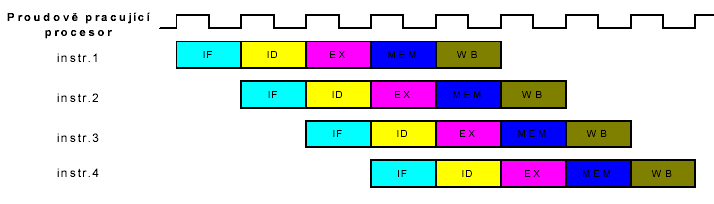 Proudově pracující
procesor
instr.1 IF ID EX MEM WB
instr.2 IF ID EX MEM WB
instr.3 IF ID EX MEM WB
instr.4 IF ID EX MEM WB